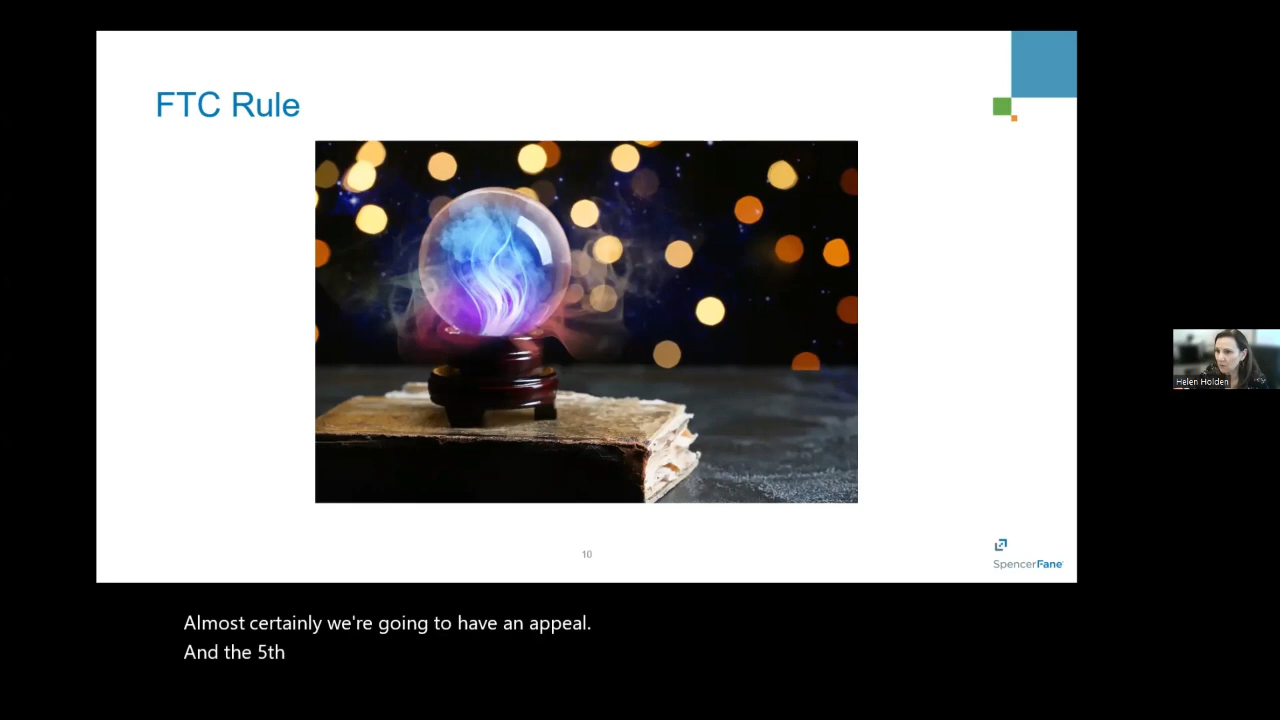 FTC Rule
Helen Holden
10
SpencerFane
Almost certainly we're going to have an appeal.
And the 5th